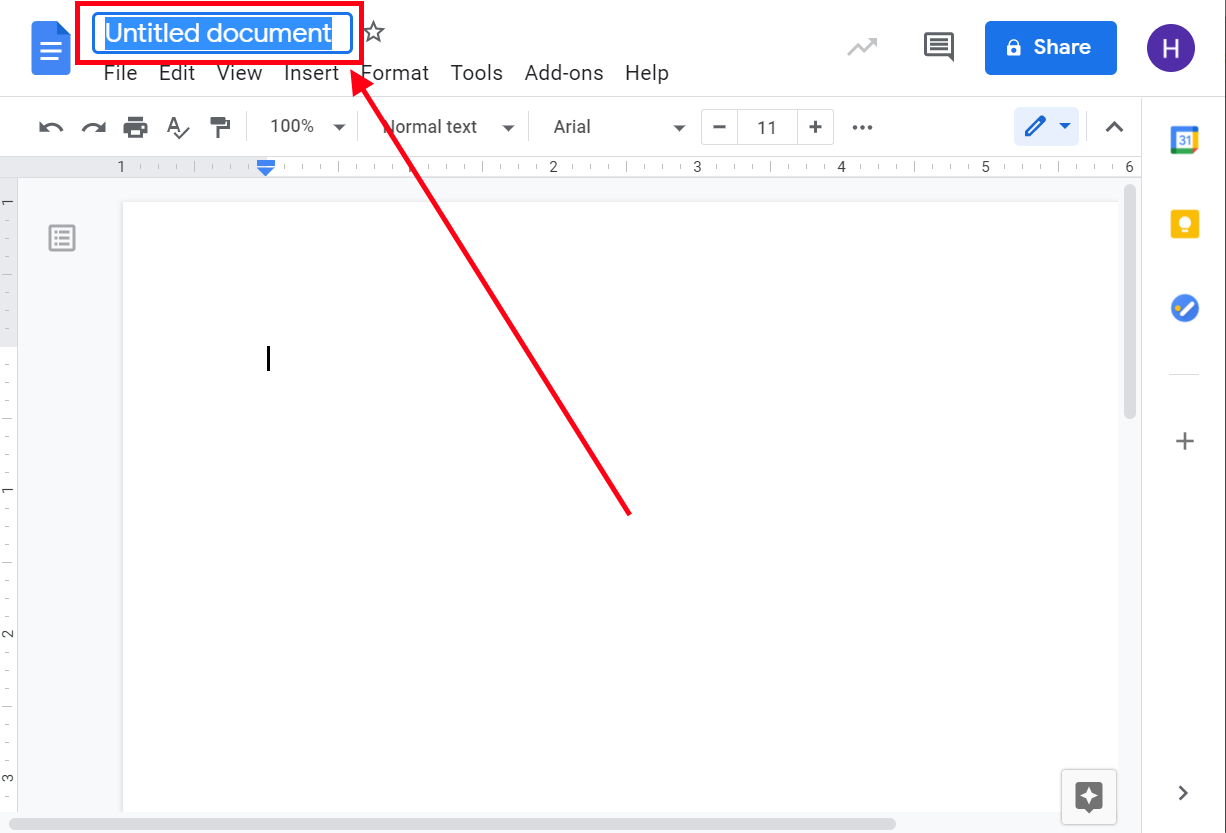 Untitled document
File Edit View Insert Format Tools Add-ons Help
Share
H
100% Normal text Arial 11
1 2 3 4 5 6
31
1
1
2
3